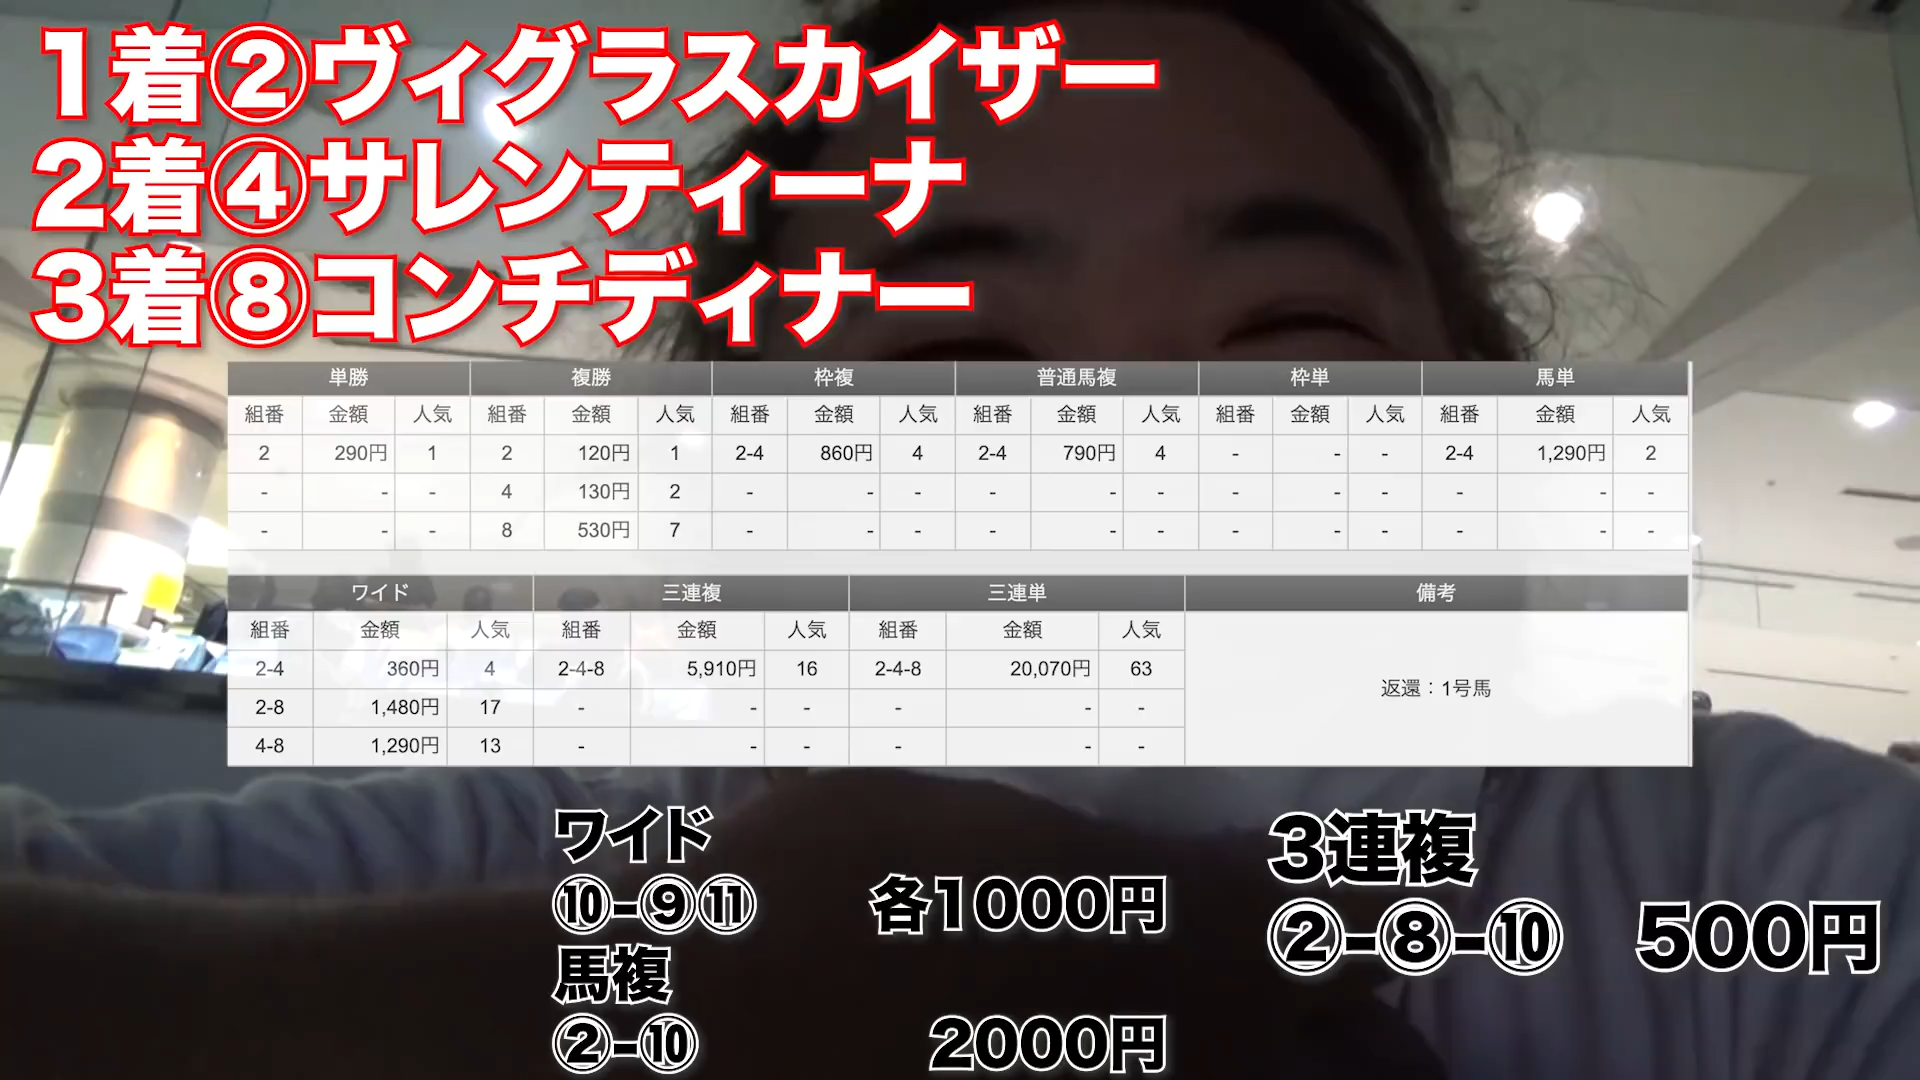 1着②ヴィグラスカイザー
2着④サレンティーナ
3着⑧コンチディナー
単勝 複勝 枠複 普通馬複 枠単 馬単
組番 金額 人気 組番 金額 人気 組番 金額 人気 組番 金額 人気 組番 金額 人気 組番 金額 人気
2 290円 1 2 120円 1 2-4 860円 4 2-4 790円 4 - - - 2-4 1,290円 2
- - - 4 130円 2 - - - - - - - - - - - -
- - - 8 530円 7 - - - - - - - - - - - -
ワイド 三連複 三連単 備考
組番 金額 人気 組番 金額 人気 組番 金額 人気
2-4 360円 4 2-4-8 5,910円 16 2-4-8 20,070円 63
返還：1号馬
2-8 1,480円 17 - - - - - -
4-8 1,290円 13 - - - - - -
ワイド
⑩-⑨⑪ 各1000円
馬複
②-⑩ 2000円
3連複
②-⑧-⑩ 500円